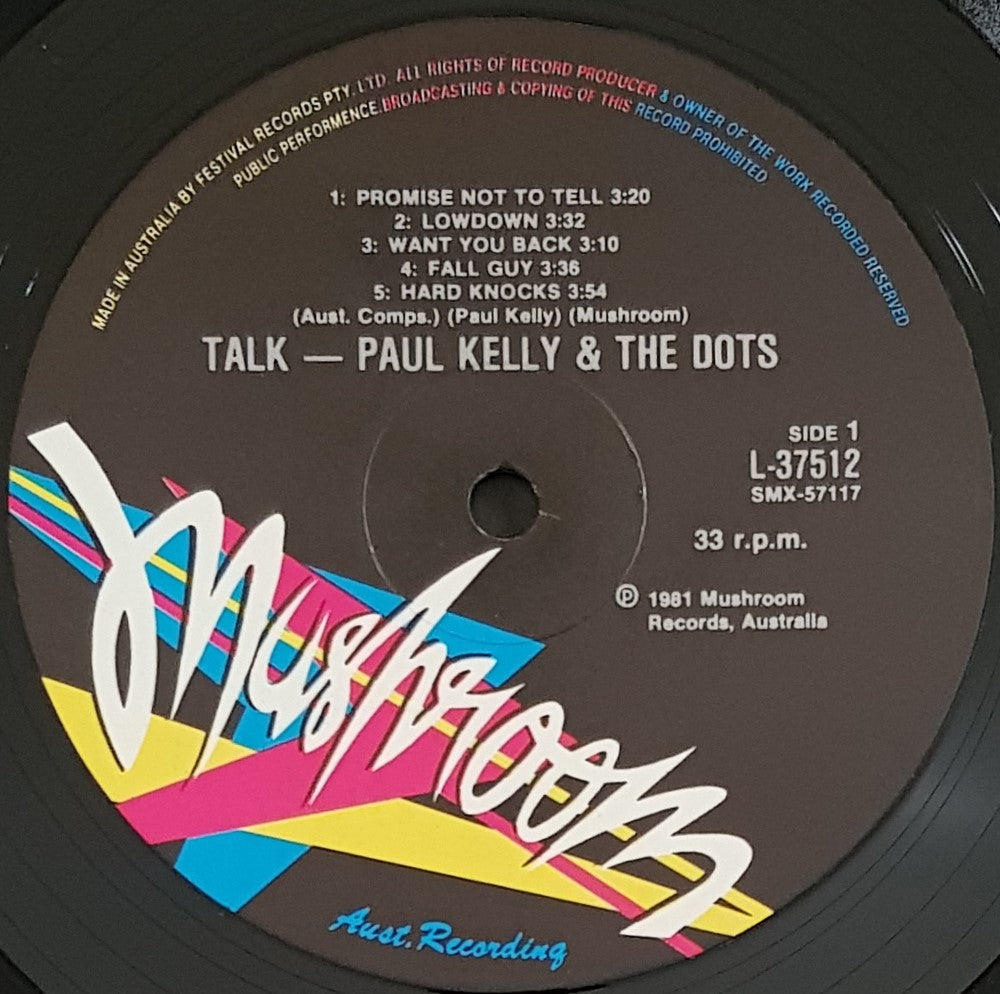 MADE IN AUSTRALIA BY FESTIVAL RECORDS PTY. LTD. ALL RIGHTS OF RECORD PRODUCER & OWNER OF THE WORK RECORDED RESERVED
PUBLIC PERFORMENCE.BROADCASTING & COPYING OF THIS RECORD PROHIBITED.
1: PROMISE NOT TO TELL 3:20
2: LOWDOWN 3:32
3: WANT YOU BACK 3:10
4: FALL GUY 3:36
5: HARD KNOCKS 3:54
(Aust. Comps.) (Paul Kelly) (Mushroom)
TALK — PAUL KELLY & THE DOTS
SIDE 1
L-37512
SMX-57117
33 r.p.m.
℗ 1981 Mushroom
Records, Australia
Mushroom
Aust. Recording